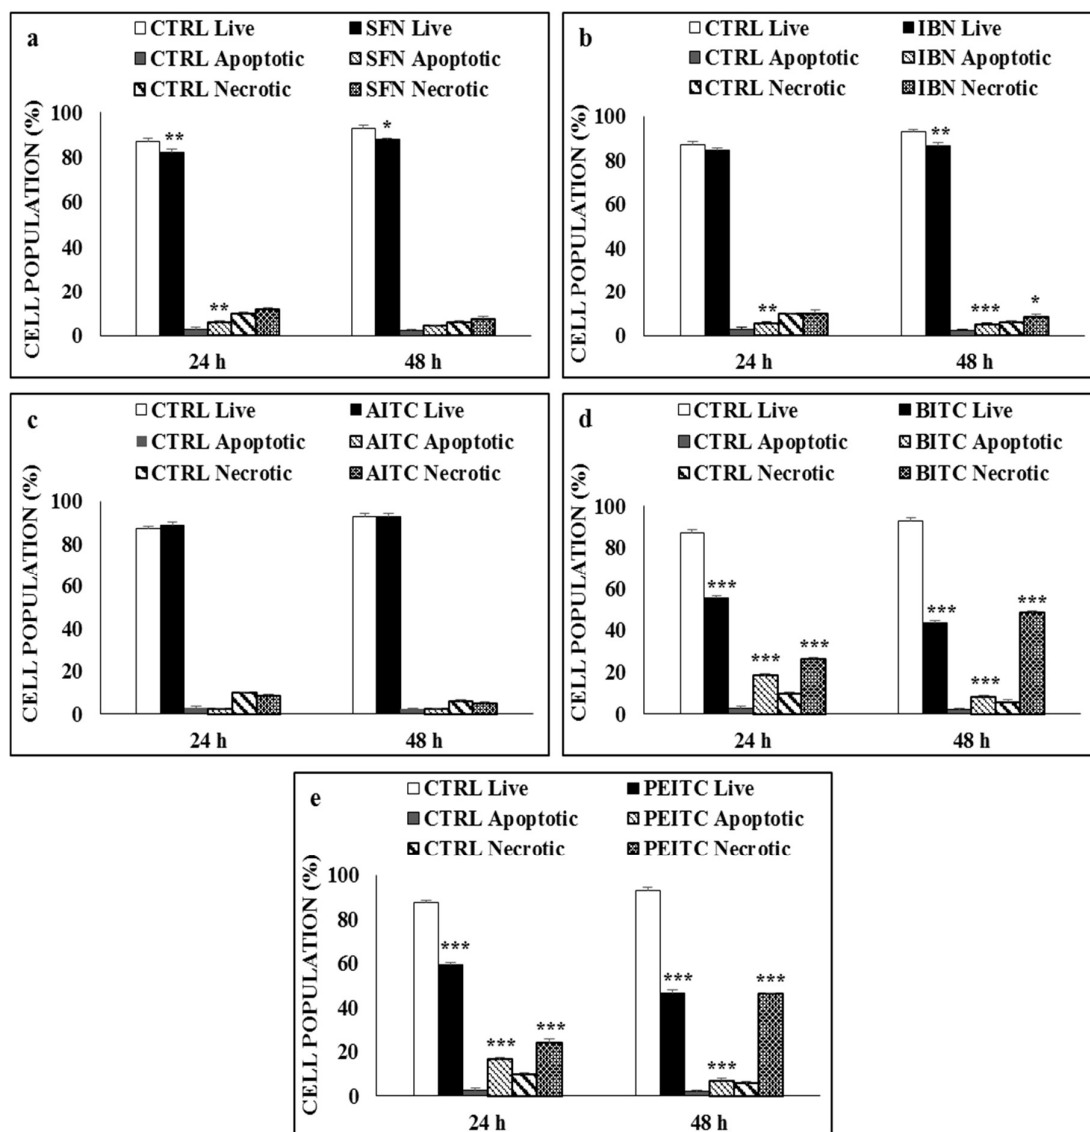 a
CTRL Live SFN Live
CTRL Apoptotic SFN Apoptotic
CTRL Necrotic SFN Necrotic
CELL POPULATION (%)
100
80
60
40
20
0
** *
**
24 h 48 h
b
CTRL Live IBN Live
CTRL Apoptotic IBN Apoptotic
CTRL Necrotic IBN Necrotic
CELL POPULATION (%)
100
80
60
40
20
0
**
** *** *
24 h 48 h
c
CTRL Live AITC Live
CTRL Apoptotic AITC Apoptotic
CTRL Necrotic AITC Necrotic
CELL POPULATION (%)
100
80
60
40
20
0
24 h 48 h
d
CTRL Live BITC Live
CTRL Apoptotic BITC Apoptotic
CTRL Necrotic BITC Necrotic
CELL POPULATION (%)
100
80
60
40
20
0
*** *** *** *** *** ***
24 h 48 h
e
CTRL Live PEITC Live
CTRL Apoptotic PEITC Apoptotic
CTRL Necrotic PEITC Necrotic
CELL POPULATION (%)
100
80
60
40
20
0
*** *** *** *** *** ***
24 h 48 h